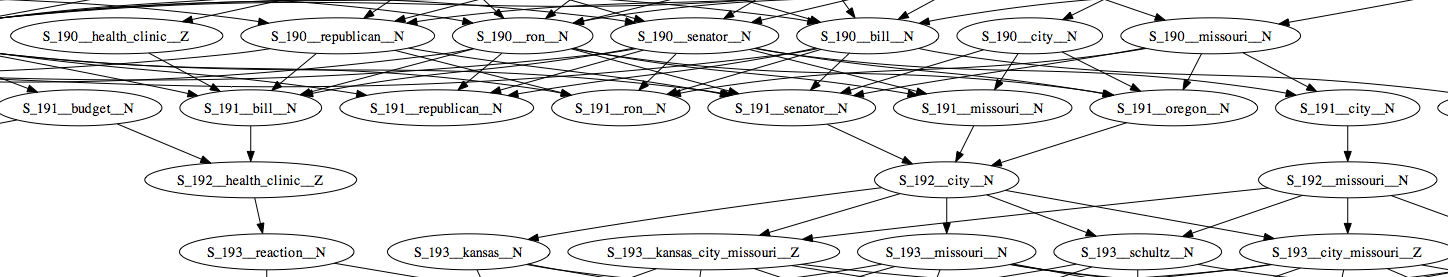 S_190__health_clinic__Z S_190__republican__N S_190__ron__N S_190__senator__N S_190__bill__N S_190__city__N S_190__missouri__N
S_191__budget__N S_191__bill__N S_191__republican__N S_191__ron__N S_191__senator__N S_191__missouri__N S_191__oregon__N S_191__city__N
S_192__health_clinic__Z S_192__city__N S_192__missouri__N
S_193__reaction__N S_193__kansas__N S_193__kansas_city_missouri__Z S_193__missouri__N S_193__schultz__N S_193__city_missouri__Z